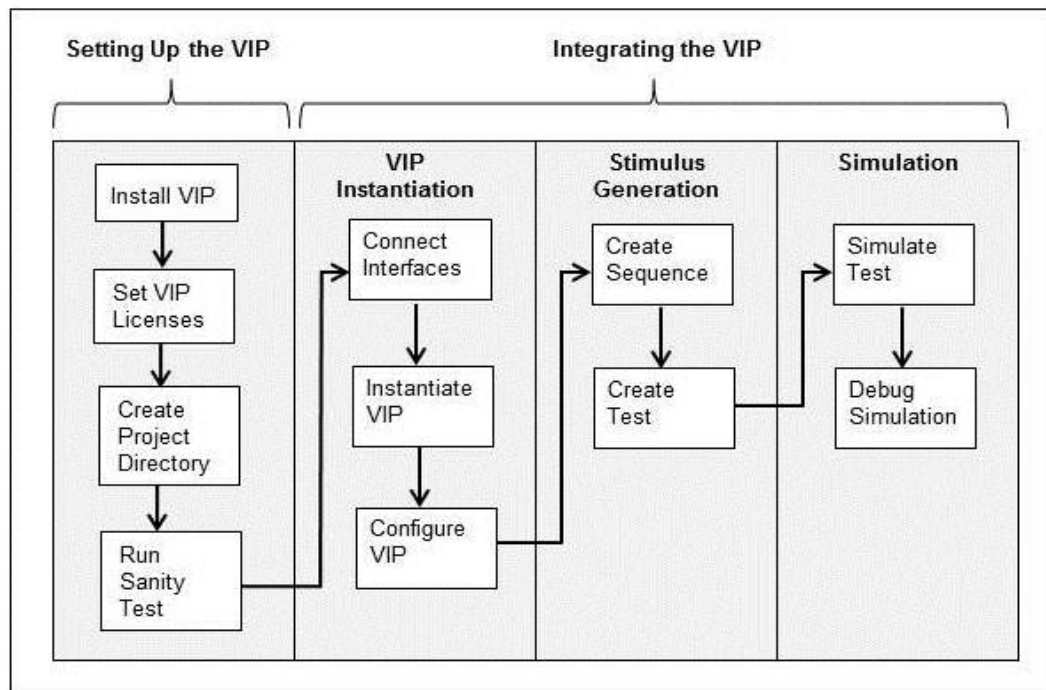 Setting Up the VIP
Integrating the VIP
Install VIP
Set VIP
Licenses
Create
Project
Directory
Run
Sanity
Test
VIP
Instantiation
Connect
Interfaces
Instantiate
VIP
Configure
VIP
Stimulus
Generation
Create
Sequence
Create
Test
Simulation
Simulate
Test
Debug
Simulation